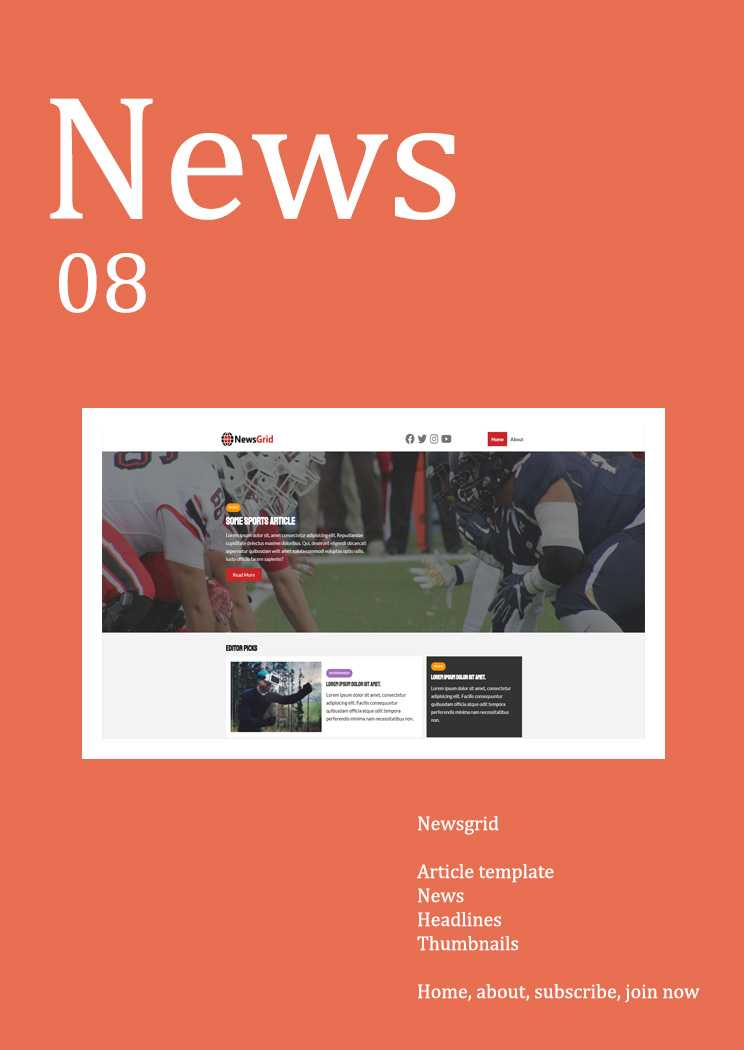 News
08
NewsGrid
Home About
SOME SPORTS ARTICLE
Lorem ipsum dolor sit, amet consectetur adipisicing elit. Repudiandae
cupiditate delectus maxime doloribus. Qui, deserunt eligendi obcaecati
aspernatur quibusdam velit amet soluta commodi voluptas optio odio,
iusto officiis facere sapiente!
Read More
EDITOR PICKS
LOREM IPSUM DOLOR SIT AMET.
Lorem ipsum dolor sit amet, consectetur
adipisicing elit. Facilis consequuntur
quibusdam officia atque odit tempora
perferendis minima nam necessitatibus non.
LOREM IPSUM DOLOR SIT AMET.
Lorem ipsum dolor sit amet, consectetur
adipisicing elit. Facilis consequuntur
quibusdam officia atque odit tempora
perferendis minima nam necessitatibus
non.
Newsgrid
Article template
News
Headlines
Thumbnails
Home, about, subscribe, join now